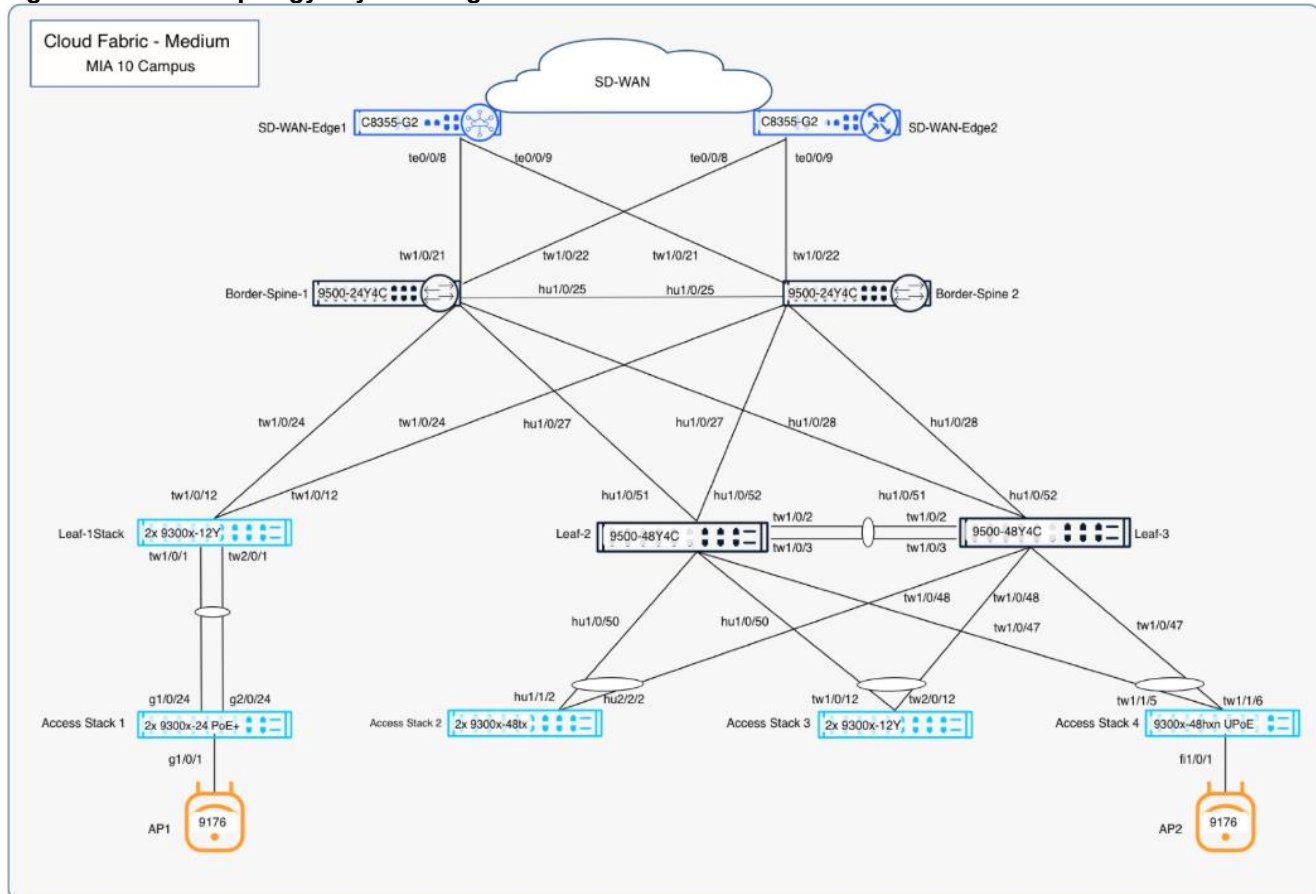 Cloud Fabric - Medium
MIA 10 Campus
SD-WAN
SD-WAN-Edge1
C8355-G2
C8355-G2
SD-WAN-Edge2
te0/0/8
te0/0/9
te0/0/8
te0/0/9
tw1/0/21
tw1/0/22
tw1/0/21
tw1/0/22
Border-Spine-1
9500-24Y4C
hu1/0/25
hu1/0/25
9500-24Y4C
Border-Spine 2
tw1/0/24
tw1/0/24
hu1/0/27
hu1/0/27
hu1/0/28
hu1/0/28
tw1/0/12
tw1/0/12
hu1/0/51
hu1/0/52
hu1/0/51
hu1/0/52
Leaf-1Stack
2x 9300x-12Y
Leaf-2
9500-48Y4C
tw1/0/2
tw1/0/2
tw1/0/3
tw1/0/3
9500-48Y4C
Leaf-3
tw1/0/1
tw2/0/1
hu1/0/50
hu1/0/50
tw1/0/48
tw1/0/48
tw1/0/47
tw1/0/47
g1/0/24
g2/0/24
hu1/1/2
hu2/2/2
tw1/0/12
tw2/0/12
tw1/1/5
tw1/1/6
Access Stack 1
2x 9300x-24 PoE+
Access Stack 2
2x 9300x-48tx
Access Stack 3
2x 9300x-12Y
Access Stack 4
9300x-48hxn UPoE
g1/0/1
fi1/0/1
AP1
9176
AP2
9176